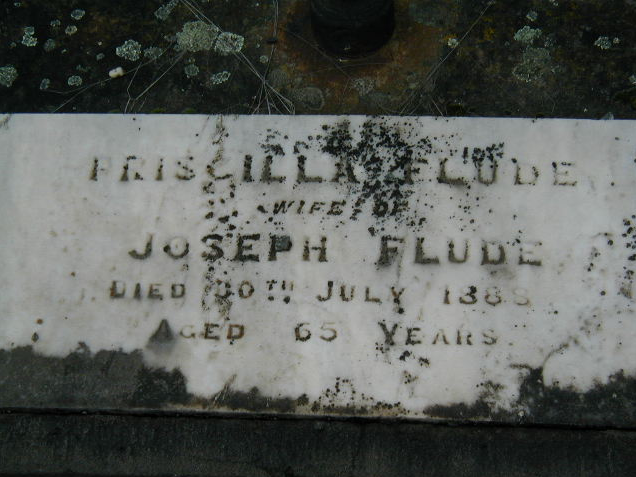 PRISCILLA FLUDE
WIFE OF
JOSEPH FLUDE
DIED JULY
AGED 65 YEARS.